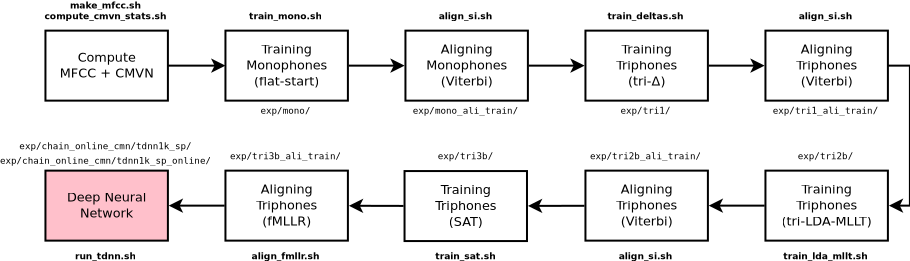 make_mfcc.sh
compute_cmvn_stats.sh
train_mono.sh
align_si.sh
train_deltas.sh
align_si.sh
Compute
MFCC + CMVN
Training
Monophones
(flat-start)
Aligning
Monophones
(Viterbi)
Training
Triphones
(tri-Δ)
Aligning
Triphones
(Viterbi)
exp/mono/
exp/mono_ali_train/
exp/tri1/
exp/tri1_ali_train/
exp/chain_online_cmn/tdnn1k_sp/
exp/chain_online_cmn/tdnn1k_sp_online/
exp/tri3b_ali_train/
exp/tri3b/
exp/tri2b_ali_train/
exp/tri2b/
Deep Neural
Network
Aligning
Triphones
(fMLLR)
Training
Triphones
(SAT)
Aligning
Triphones
(Viterbi)
Training
Triphones
(tri-LDA-MLLT)
run_tdnn.sh
align_fmllr.sh
train_sat.sh
align_si.sh
train_lda_mllt.sh